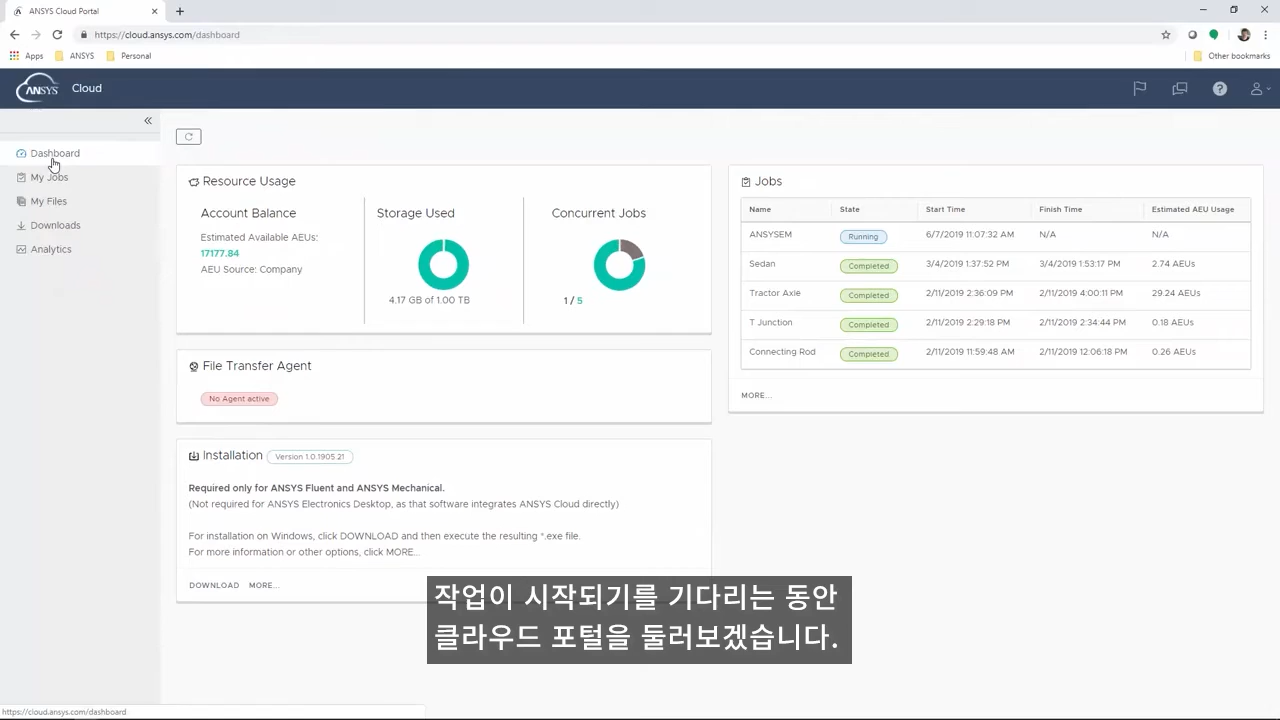 ANSYS Cloud Portal
https://cloud.ansys.com/dashboard
Apps ANSYS Personal Other bookmarks
ANSYS Cloud
Dashboard
My Jobs
My Files
Downloads
Analytics
Resource Usage
Account Balance
Estimated Available AEUs:
17177.84
AEU Source: Company
Storage Used
4.17 GB of 1.00 TB
Concurrent Jobs
1 / 5
File Transfer Agent
No Agent active
Installation Version 1.0.1905.21
Required only for ANSYS Fluent and ANSYS Mechanical.
(Not required for ANSYS Electronics Desktop, as that software integrates ANSYS Cloud directly)
For installation on Windows, click DOWNLOAD and then execute the resulting *.exe file.
For more information or other options, click MORE...
DOWNLOAD MORE...
Jobs
Name State Start Time Finish Time Estimated AEU Usage
ANSYSEM Running 6/7/2019 11:07:32 AM N/A N/A
Sedan Completed 3/4/2019 1:37:52 PM 3/4/2019 1:53:17 PM 2.74 AEUs
Tractor Axle Completed 2/11/2019 2:36:09 PM 2/11/2019 4:00:11 PM 29.24 AEUs
T Junction Completed 2/11/2019 2:29:18 PM 2/11/2019 2:34:44 PM 0.18 AEUs
Connecting Rod Completed 2/11/2019 11:59:48 AM 2/11/2019 12:06:18 PM 0.26 AEUs
MORE...
작업이 시작되기를 기다리는 동안
클라우드 포털을 둘러보겠습니다.
https://cloud.ansys.com/dashboard